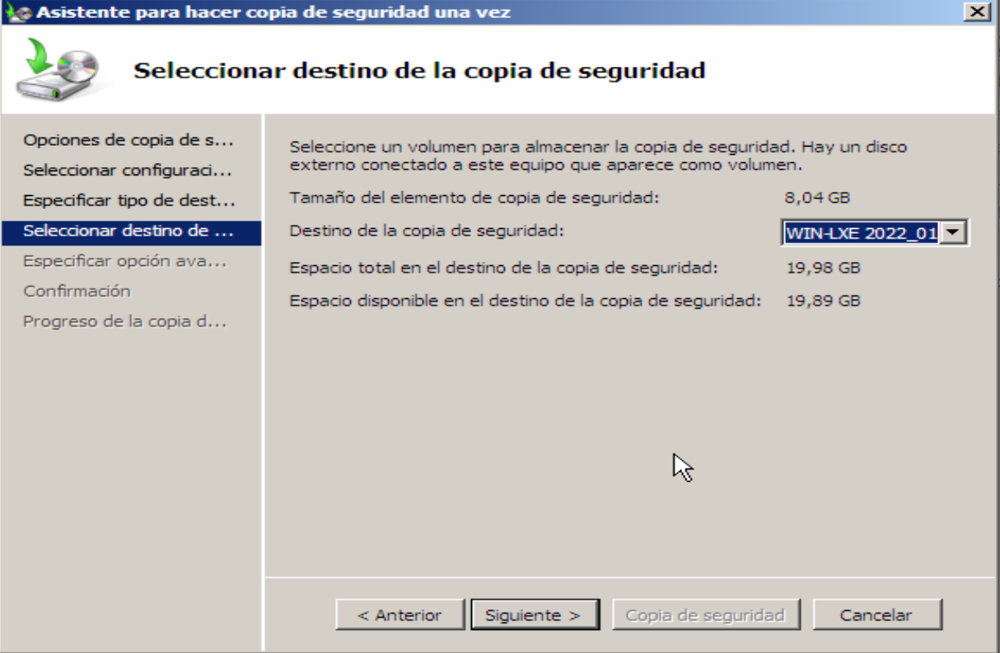 Asistente para hacer copia de seguridad una vez
Seleccionar destino de la copia de seguridad
Opciones de copia de s...
Seleccionar configuraci...
Especificar tipo de dest...
Seleccionar destino de ...
Especificar opción ava...
Confirmación
Progreso de la copia d...
Seleccione un volumen para almacenar la copia de seguridad. Hay un disco
externo conectado a este equipo que aparece como volumen.
Tamaño del elemento de copia de seguridad: 8,04 GB
Destino de la copia de seguridad: WIN-LXE 2022_01
Espacio total en el destino de la copia de seguridad: 19,98 GB
Espacio disponible en el destino de la copia de seguridad: 19,89 GB
< Anterior Siguiente > Copia de seguridad Cancelar